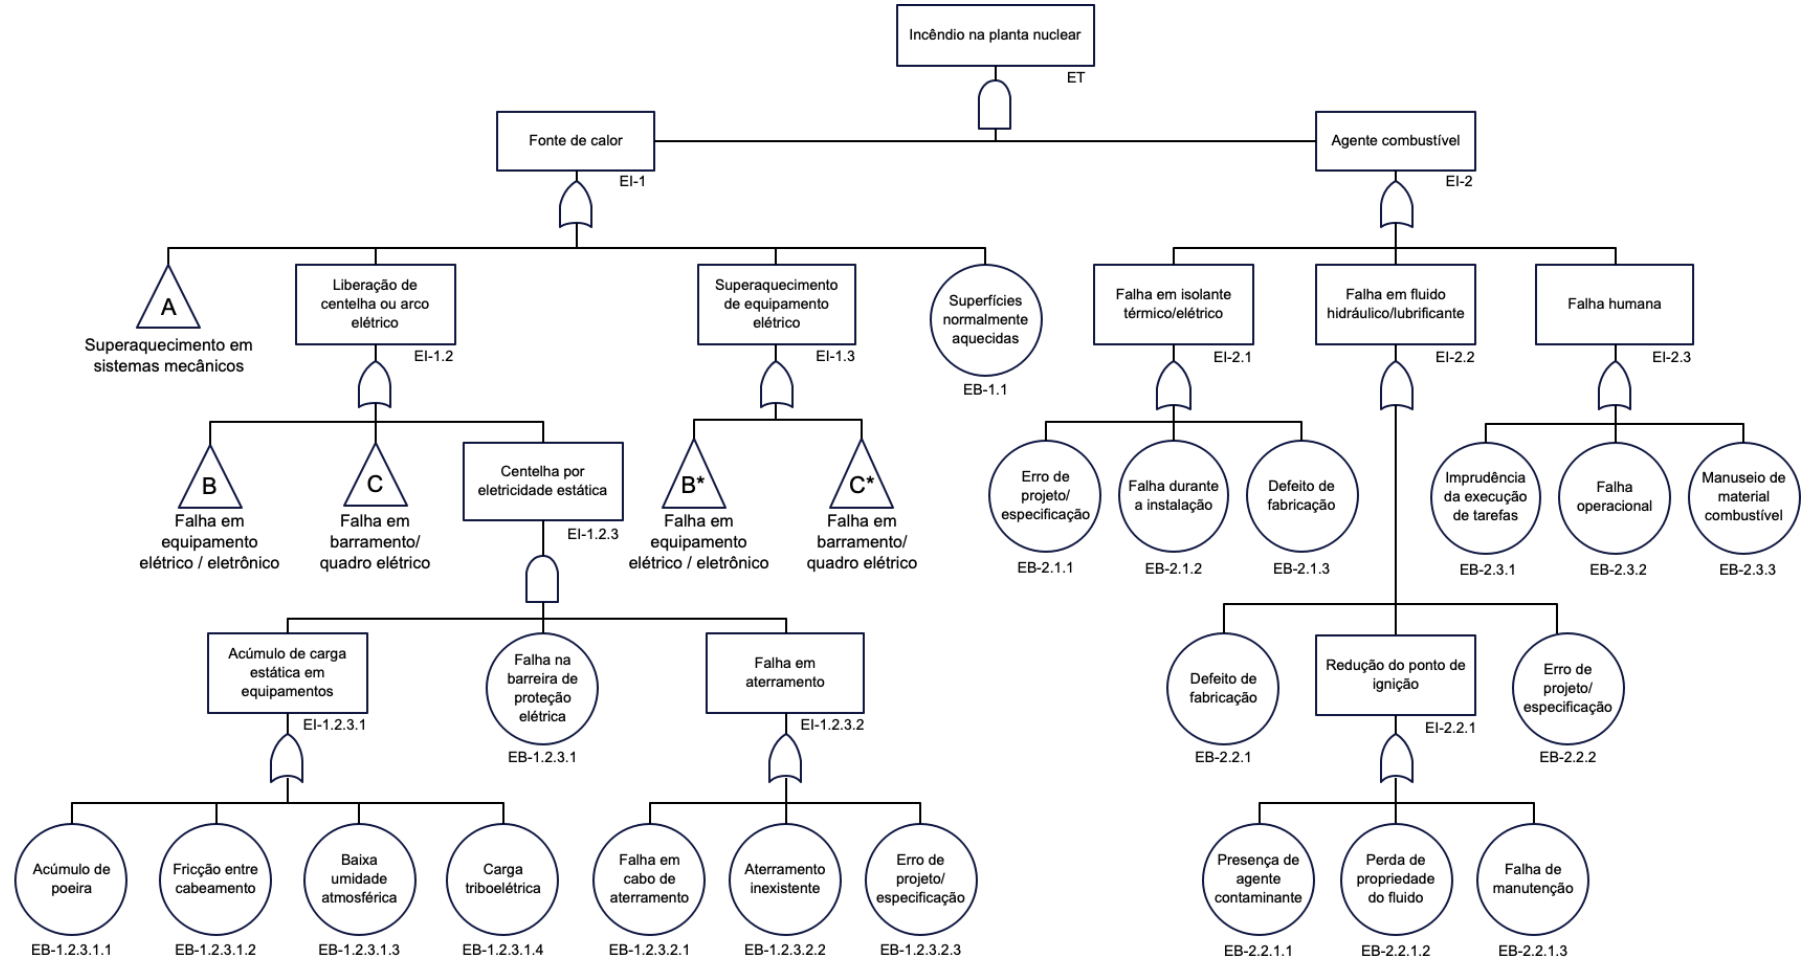 Incêndio na planta nuclear
ET
Fonte de calor
EI-1
Agente combustível
EI-2
A
Superaquecimento em
sistemas mecânicos
Liberação de
centelha ou arco
elétrico
EI-1.2
Superaquecimento
de equipamento
elétrico
EI-1.3
Superfícies
normalmente
aquecidas
EB-1.1
Falha em isolante
térmico/elétrico
EI-2.1
Falha em fluido
hidráulico/lubrificante
EI-2.2
Falha humana
EI-2.3
B
Falha em
equipamento
elétrico / eletrônico
C
Falha em
barramento/
quadro elétrico
Centelha por
eletricidade estática
EI-1.2.3
B*
Falha em
equipamento
elétrico / eletrônico
C*
Falha em
barramento/
quadro elétrico
Erro de
projeto/
especificação
EB-2.1.1
Falha durante
a instalação
EB-2.1.2
Defeito de
fabricação
EB-2.1.3
Imprudência
da execução
de tarefas
EB-2.3.1
Falha
operacional
EB-2.3.2
Manuseio de
material
combustível
EB-2.3.3
Acúmulo de carga
estática em
equipamentos
EI-1.2.3.1
Falha na
barreira de
proteção
elétrica
EB-1.2.3.1
Falha em
aterramento
EI-1.2.3.2
Defeito de
fabricação
EB-2.2.1
Redução do ponto de
ignição
EI-2.2.1
Erro de
projeto/
especificação
EB-2.2.2
Acúmulo de
poeira
EB-1.2.3.1.1
Fricção entre
cabeamento
EB-1.2.3.1.2
Baixa
umidade
atmosférica
EB-1.2.3.1.3
Carga
triboelétrica
EB-1.2.3.1.4
Falha em
cabo de
aterramento
EB-1.2.3.2.1
Aterramento
inexistente
EB-1.2.3.2.2
Erro de
projeto/
especificação
EB-1.2.3.2.3
Presença de
agente
contaminante
EB-2.2.1.1
Perda de
propriedade
do fluido
EB-2.2.1.2
Falha de
manutenção
EB-2.2.1.3